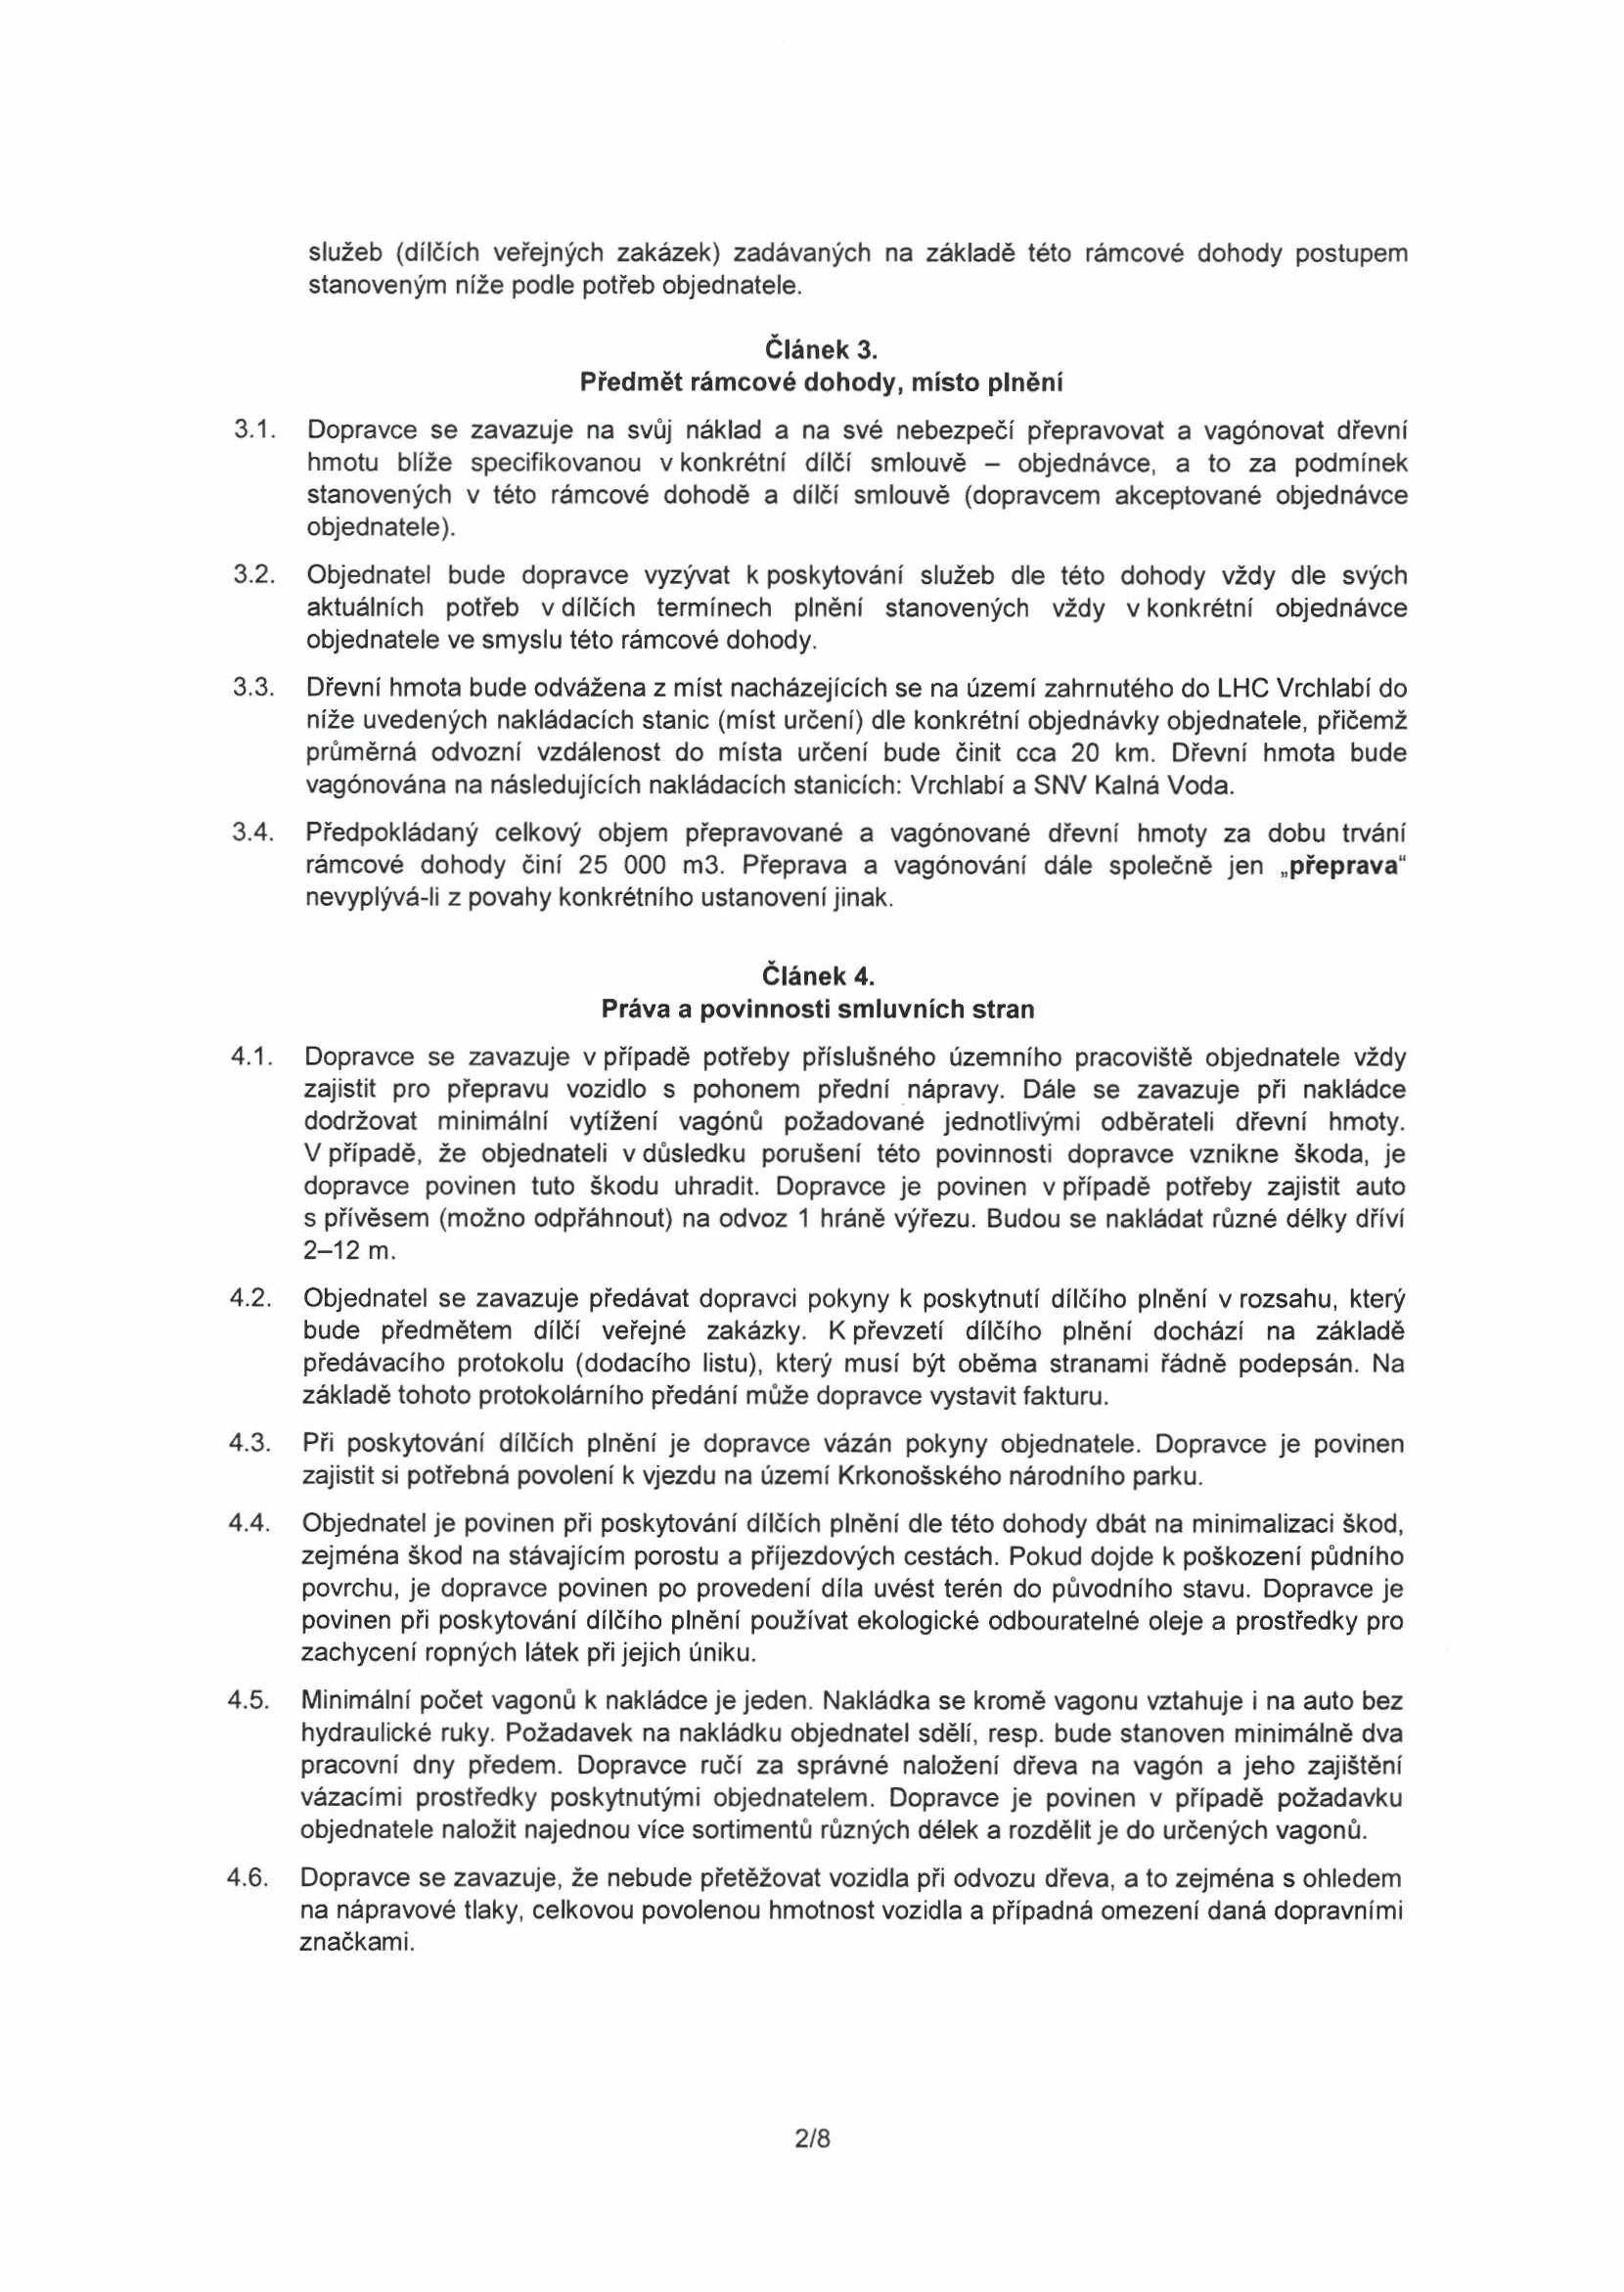 služeb (dílčích veřejných zakázek) zadávaných na základě této rámcové dohody postupem
stanoveným níže podle potřeb objednatele.
Článek 3.
Předmět rámcové dohody, místo plnění
3.1. Dopravce se zavazuje na svůj náklad a na své nebezpečí přepravovat a vagónovat dřevní
hmotu blíže specifikovanou v konkrétní dílčí smlouvě – objednávce, a to za podmínek
stanovených v této rámcové dohodě a dílčí smlouvě (dopravcem akceptované objednávce
objednatele).
3.2. Objednatel bude dopravce vyzývat k poskytování služeb dle této dohody vždy dle svých
aktuálních potřeb v dílčích termínech plnění stanovených vždy v konkrétní objednávce
objednatele ve smyslu této rámcové dohody.
3.3. Dřevní hmota bude odvážena z míst nacházejících se na území zahrnutého do LHC Vrchlabí do
níže uvedených nakládacích stanic (míst určení) dle konkrétní objednávky objednatele, přičemž
průměrná odvozní vzdálenost do místa určení bude činit cca 20 km. Dřevní hmota bude
vagónována na následujících nakládacích stanicích: Vrchlabí a SNV Kalná Voda.
3.4. Předpokládaný celkový objem přepravované a vagónované dřevní hmoty za dobu trvání
rámcové dohody činí 25 000 m3. Přeprava a vagónování dále společně jen „přeprava“
nevyplývá-li z povahy konkrétního ustanovení jinak.
Článek 4.
Práva a povinnosti smluvních stran
4.1. Dopravce se zavazuje v případě potřeby příslušného územního pracoviště objednatele vždy
zajistit pro přepravu vozidlo s pohonem přední nápravy. Dále se zavazuje při nakládce
dodržovat minimální vytížení vagónů požadované jednotlivými odběrateli dřevní hmoty.
V případě, že objednateli v důsledku porušení této povinnosti dopravce vznikne škoda, je
dopravce povinen tuto škodu uhradit. Dopravce je povinen v případě potřeby zajistit auto
s přívěsem (možno odpřáhnout) na odvoz 1 hráně výřezu. Budou se nakládat různé délky dříví
2–12 m.
4.2. Objednatel se zavazuje předávat dopravci pokyny k poskytnutí dílčího plnění v rozsahu, který
bude předmětem dílčí veřejné zakázky. K převzetí dílčího plnění dochází na základě
předávacího protokolu (dodacího listu), který musí být oběma stranami řádně podepsán. Na
základě tohoto protokolárního předání může dopravce vystavit fakturu.
4.3. Při poskytování dílčích plnění je dopravce vázán pokyny objednatele. Dopravce je povinen
zajistit si potřebná povolení k vjezdu na území Krkonošského národního parku.
4.4. Objednatel je povinen při poskytování dílčích plnění dle této dohody dbát na minimalizaci škod,
zejména škod na stávajícím porostu a příjezdových cestách. Pokud dojde k poškození půdního
povrchu, je dopravce povinen po provedení díla uvést terén do původního stavu. Dopravce je
povinen při poskytování dílčího plnění používat ekologické odbouratelné oleje a prostředky pro
zachycení ropných látek při jejich úniku.
4.5. Minimální počet vagonů k nakládce je jeden. Nakládka se kromě vagonu vztahuje i na auto bez
hydraulické ruky. Požadavek na nakládku objednatel sdělí, resp. bude stanoven minimálně dva
pracovní dny předem. Dopravce ručí za správné naložení dřeva na vagón a jeho zajištění
vázacími prostředky poskytnutými objednatelem. Dopravce je povinen v případě požadavku
objednatele naložit najednou více sortimentů různých délek a rozdělit je do určených vagonů.
4.6. Dopravce se zavazuje, že nebude přetěžovat vozidla při odvozu dřeva, a to zejména s ohledem
na nápravové tlaky, celkovou povolenou hmotnost vozidla a případná omezení daná dopravními
značkami.
2/8